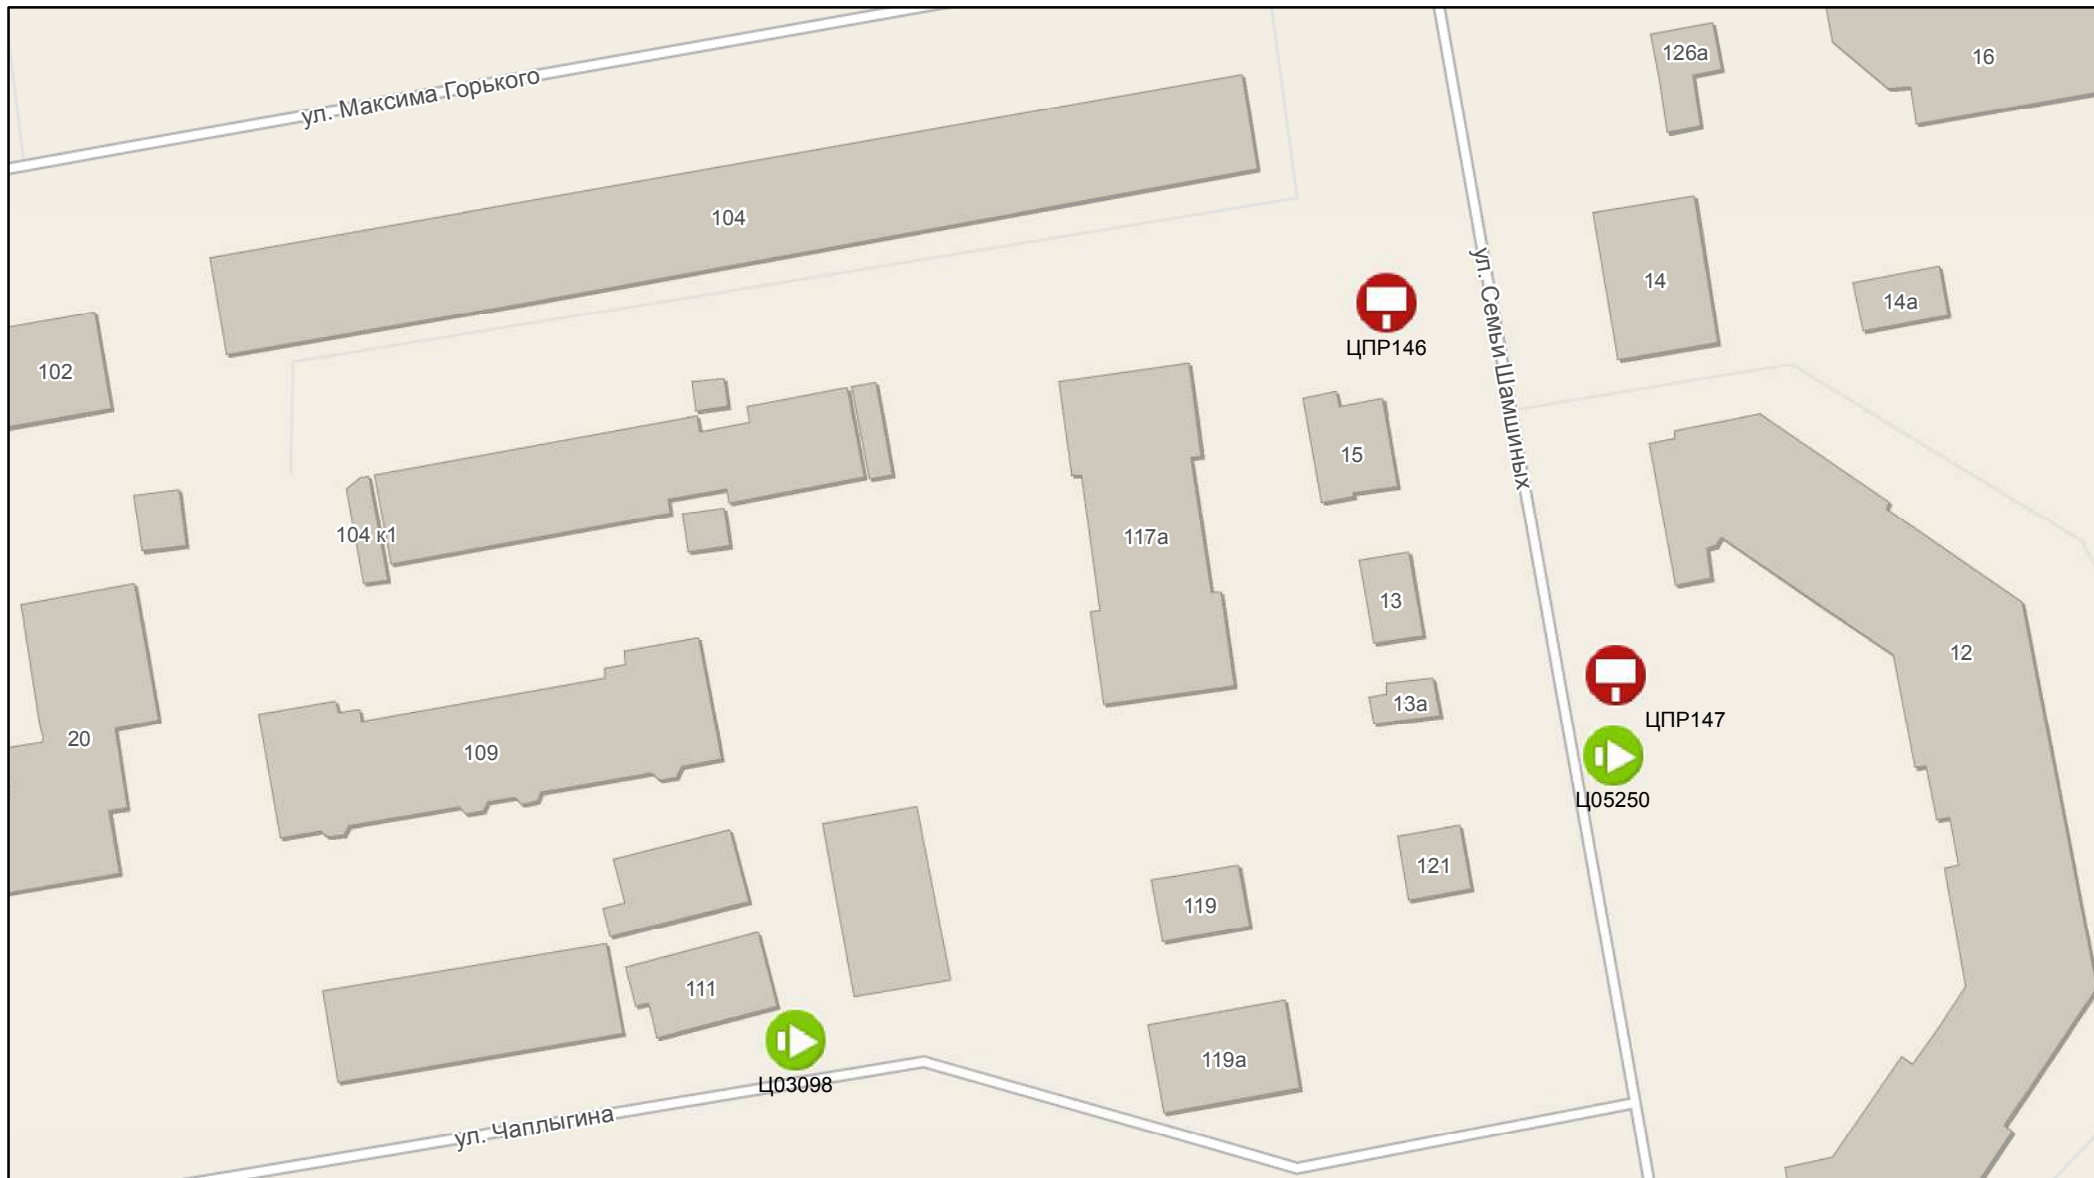 126а
16
ул. Максима Горького
104
14
14а
ул. Семьи Шамшиных
ЦПР146
102
15
104 к1
117а
13
12
13а
ЦПР147
20
109
Ц05250
121
119
111
119а
Ц03098
ул. Чаплыгина